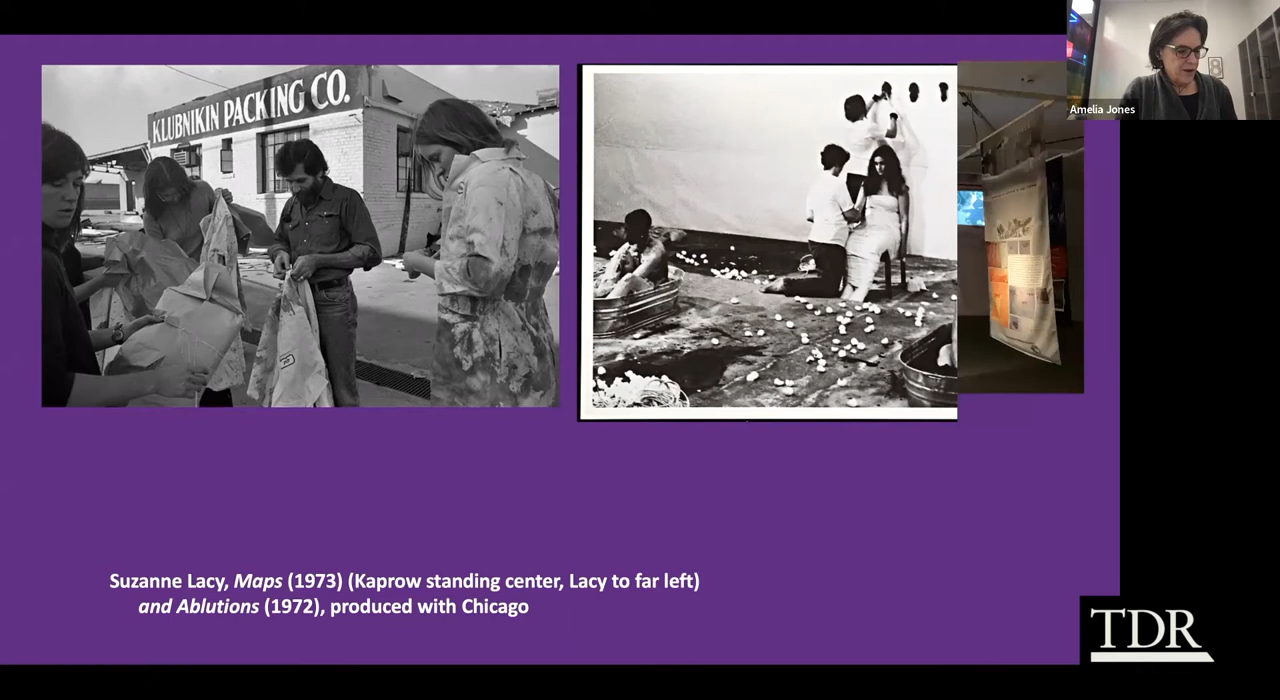 KLUBNIKIN PACKING CO.
Amelia Jones
Suzanne Lacy, Maps (1973) (Kaprow standing center, Lacy to far left)
and Ablutions (1972), produced with Chicago
TDR